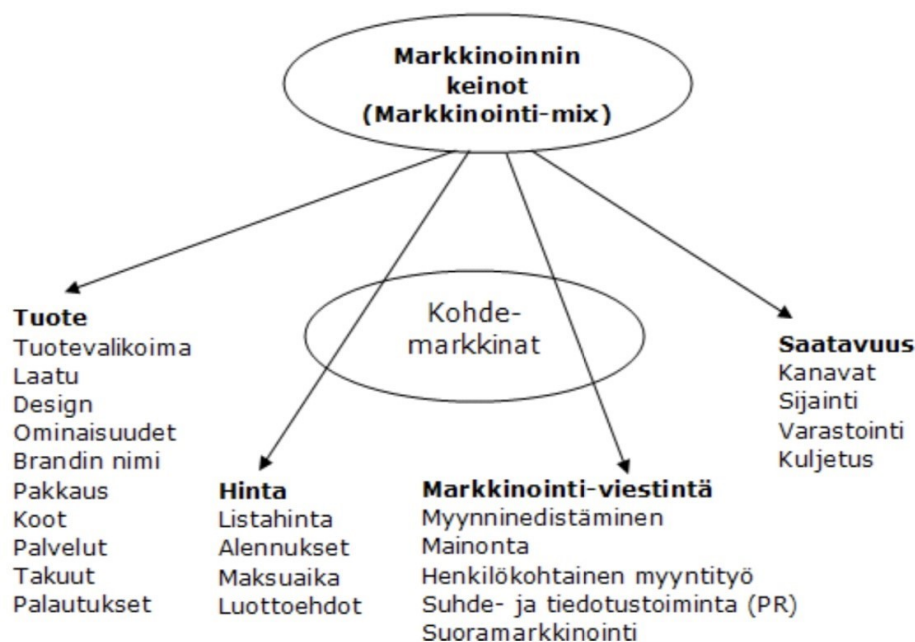 Markkinoinnin
keinot
(Markkinointi-mix)
Kohde-
markkinat
Tuote
Tuotevalikoima
Laatu
Design
Ominaisuudet
Brandin nimi
Pakkaus
Koot
Palvelut
Takuut
Palautukset
Hinta
Listahinta
Alennukset
Maksuaika
Luottoehdot
Markkinointi-viestintä
Myynninedistäminen
Mainonta
Henkilökohtainen myyntityö
Suhde- ja tiedotustoiminta (PR)
Suoramarkkinointi
Saatavuus
Kanavat
Sijainti
Varastointi
Kuljetus